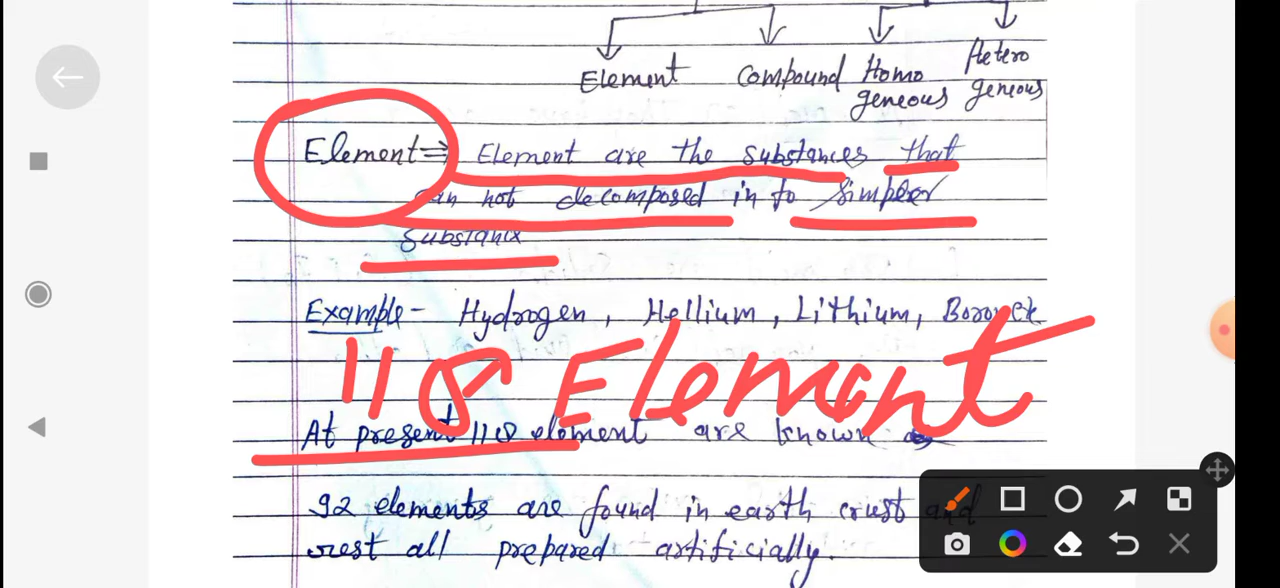 Element Compound Homo geneous Hetero geneous
Element ⇒ Element are the substances that
can not decomposed in to Simpler
Substance
Example - Hydrogen, Hellium, Lithium, Boron etc
118 Element
At present 118 element are known
92 elements are found in earth crust and
rest all prepared artificially.